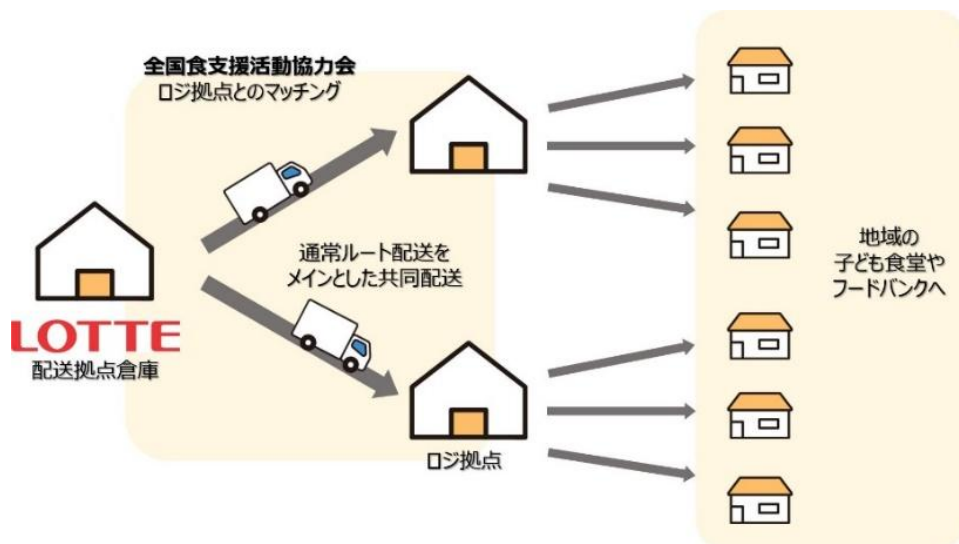 全国食支援活動協力会
ロジ拠点とのマッチング
通常ルート配送を
メインとした共同配送
LOTTE
配送拠点倉庫
ロジ拠点
地域の
子ども食堂や
フードバンクへ